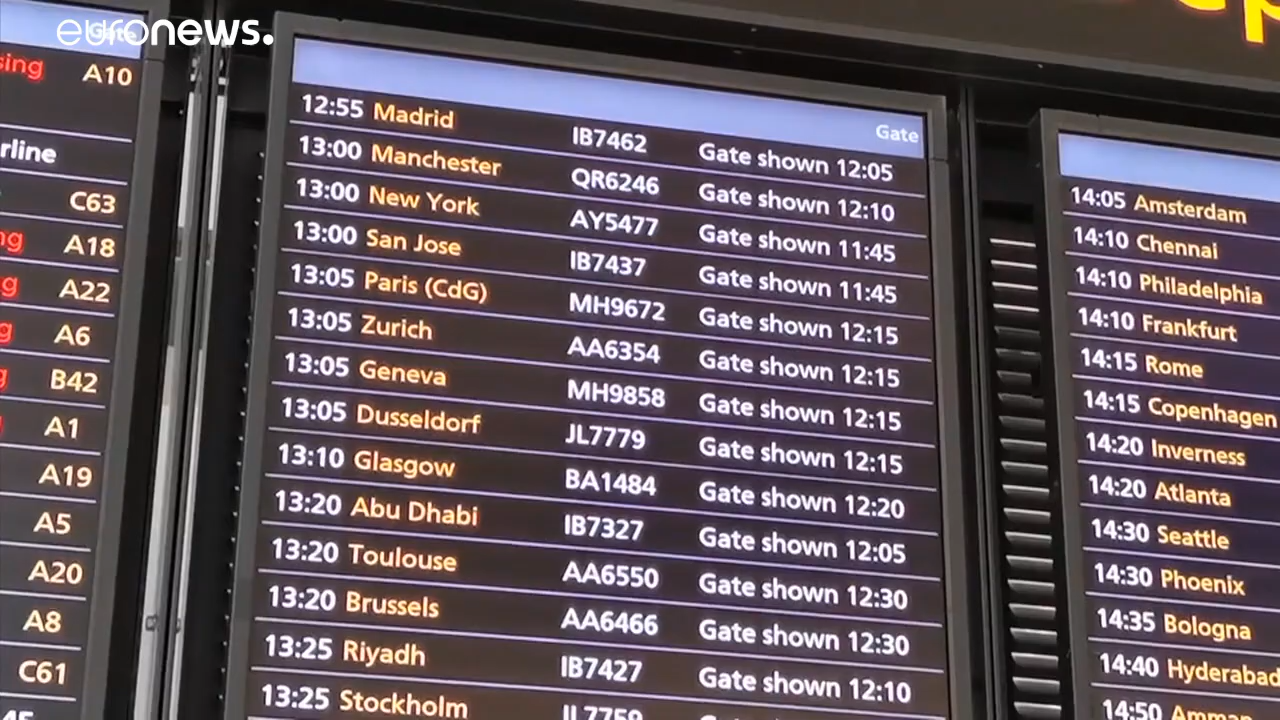 euronews.
Gate
sing A10
rline
C63
ng A18
g A22
g A6
g B42
A1
A19
A5
A20
A8
C61
Gate
12:55 Madrid IB7462 Gate shown 12:05
13:00 Manchester QR6246 Gate shown 12:10
13:00 New York AY5477 Gate shown 11:45
13:00 San Jose IB7437 Gate shown 11:45
13:05 Paris (CdG) MH9672 Gate shown 12:15
13:05 Zurich AA6354 Gate shown 12:15
13:05 Geneva MH9858 Gate shown 12:15
13:05 Dusseldorf JL7779 Gate shown 12:15
13:10 Glasgow BA1484 Gate shown 12:20
13:20 Abu Dhabi IB7327 Gate shown 12:05
13:20 Toulouse AA6550 Gate shown 12:30
13:20 Brussels AA6466 Gate shown 12:30
13:25 Riyadh IB7427 Gate shown 12:10
13:25 Stockholm JL7759
14:05 Amsterdam
14:10 Chennai
14:10 Philadelphia
14:10 Frankfurt
14:15 Rome
14:15 Copenhagen
14:20 Inverness
14:20 Atlanta
14:30 Seattle
14:30 Phoenix
14:35 Bologna
14:40 Hyderabad
14:50 Amman